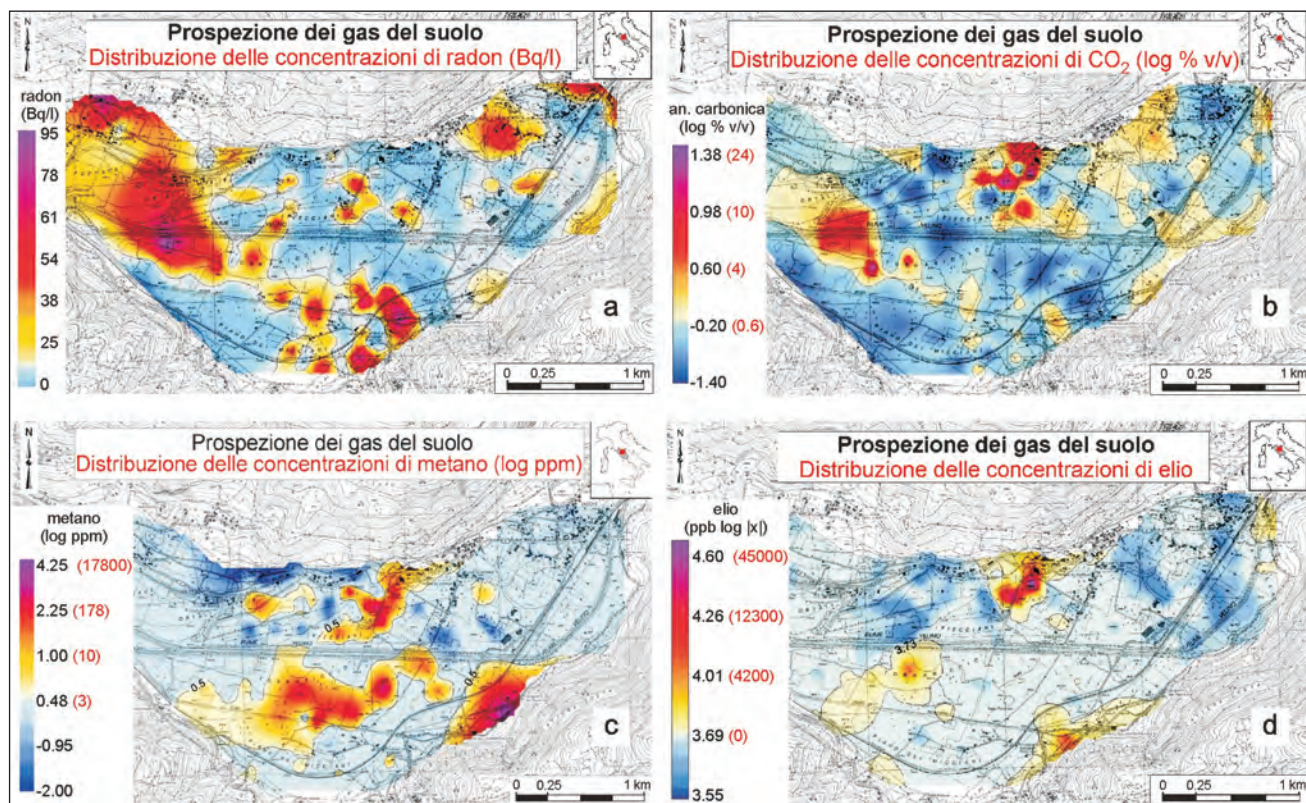 Prospezione dei gas del suolo
Distribuzione delle concentrazioni di radon (Bq/l)
N
radon
(Bq/l)
95
78
61
54
38
25
0
a
0 0.25 1 km
Prospezione dei gas del suolo
Distribuzione delle concentrazioni di CO2 (log % v/v)
N
an. carbonica
(log % v/v)
1.38 (24)
0.98 (10)
0.60 (4)
-0.20 (0.6)
-1.40
b
0 0.25 1 km
Prospezione dei gas del suolo
Distribuzione delle concentrazioni di metano (log ppm)
N
metano
(log ppm)
4.25 (17800)
2.25 (178)
1.00 (10)
0.48 (3)
-0.95
-2.00
0.5
0.5
0.5
c
0 0.25 1 km
Prospezione dei gas del suolo
Distribuzione delle concentrazioni di elio
N
elio
(ppb log |x|)
4.60 (45000)
4.26 (12300)
4.01 (4200)
3.69 (0)
3.55
3.73
d
0 0.25 1 km